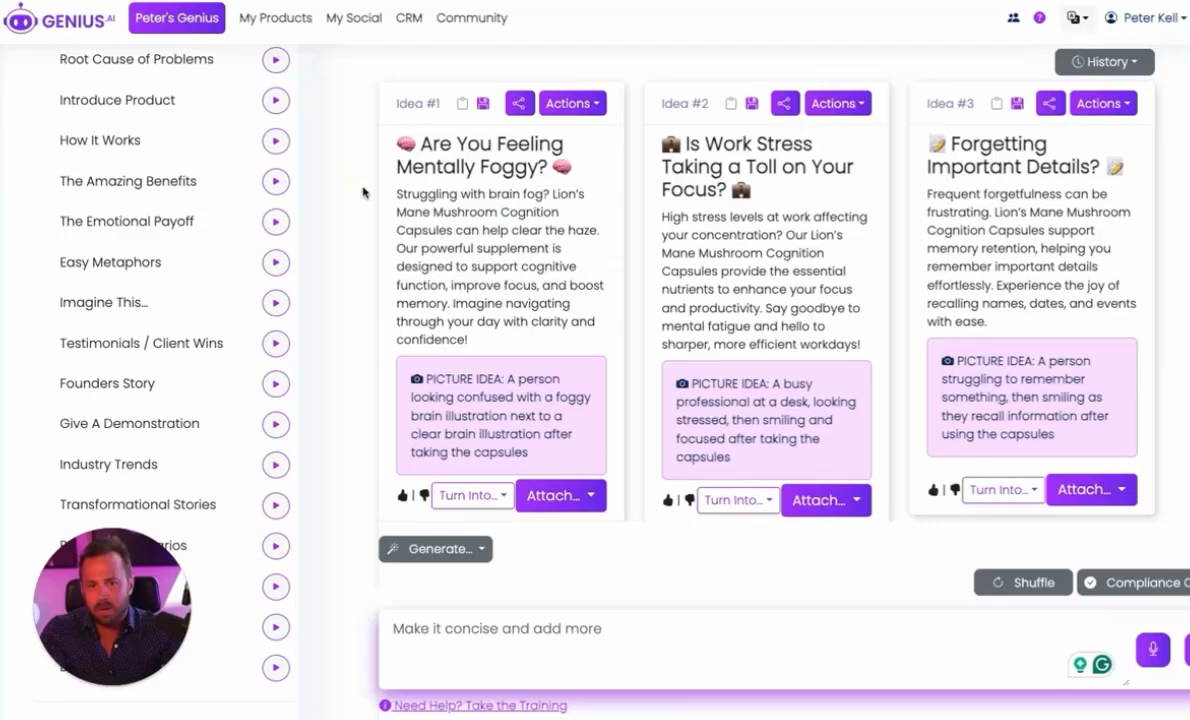 GENIUS.AI
Peter's Genius
My Products
My Social
CRM
Community
Peter Kell
Root Cause of Problems
Introduce Product
How It Works
The Amazing Benefits
The Emotional Payoff
Easy Metaphors
Imagine This...
Testimonials / Client Wins
Founders Story
Give A Demonstration
Industry Trends
Transformational Stories
History
Idea #1
Actions
🧠 Are You Feeling
Mentally Foggy? 🧠
Struggling with brain fog? Lion's
Mane Mushroom Cognition
Capsules can help clear the haze.
Our powerful supplement is
designed to support cognitive
function, improve focus, and boost
memory. Imagine navigating
through your day with clarity and
confidence!
PICTURE IDEA: A person
looking confused with a foggy
brain illustration next to a
clear brain illustration after
taking the capsules
Turn Into...
Attach...
Idea #2
Actions
💼 Is Work Stress
Taking a Toll on Your
Focus? 💼
High stress levels at work affecting
your concentration? Our Lion's
Mane Mushroom Cognition
Capsules provide the essential
nutrients to enhance your focus
and productivity. Say goodbye to
mental fatigue and hello to
sharper, more efficient workdays!
PICTURE IDEA: A busy
professional at a desk, looking
stressed, then smiling and
focused after taking the
capsules
Turn Into...
Attach...
Idea #3
Actions
📝 Forgetting
Important Details? 📝
Frequent forgetfulness can be
frustrating. Lion's Mane Mushroom
Cognition Capsules support
memory retention, helping you
remember important details
effortlessly. Experience the joy of
recalling names, dates, and events
with ease.
PICTURE IDEA: A person
struggling to remember
something, then smiling as
they recall information after
using the capsules
Turn Into...
Attach...
Generate...
Shuffle
Compliance
Make it concise and add more
Need Help? Take the Training